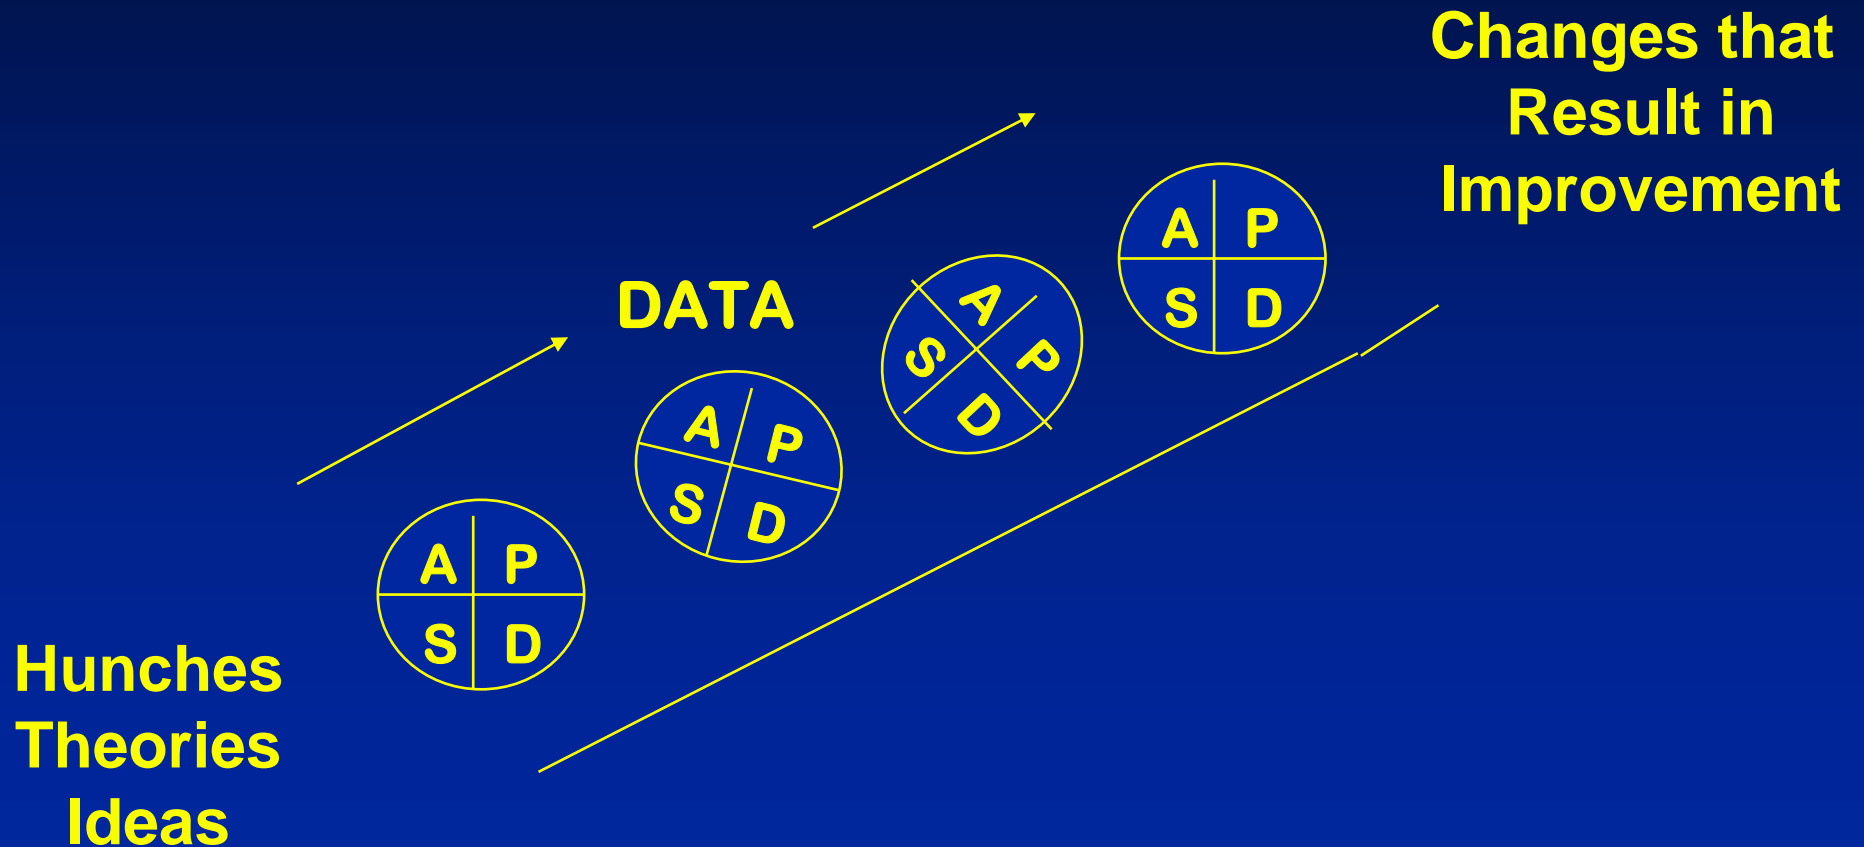 Changes that
Result in
Improvement
DATA
A P
S D
A P
S D
A P
S D
A P
S D
Hunches
Theories
Ideas